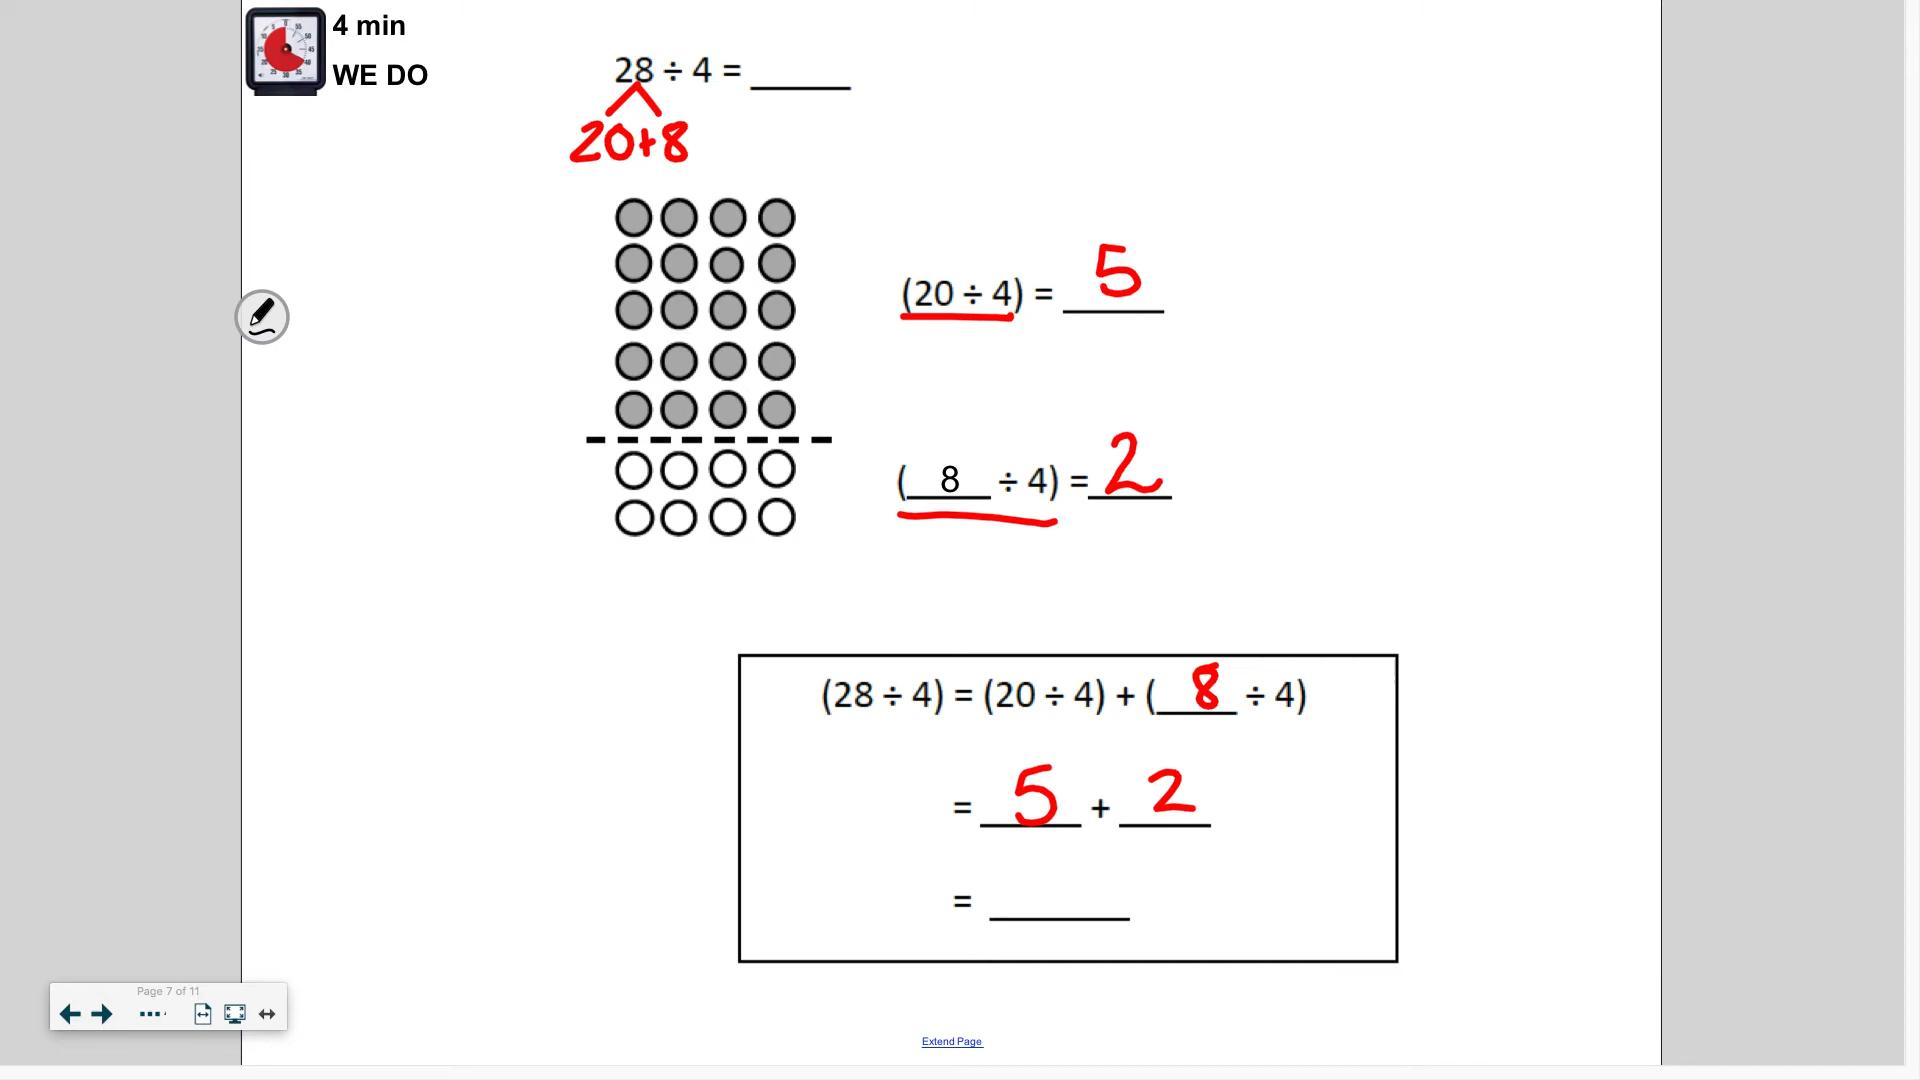 4 min
WE DO
28 ÷ 4 = ______
20+8
(20 ÷ 4) = 5
( 8 ÷ 4) = 2
(28 ÷ 4) = (20 ÷ 4) + ( 8 ÷ 4)
= 5 + 2
= ______
Page 7 of 11
Extend Page